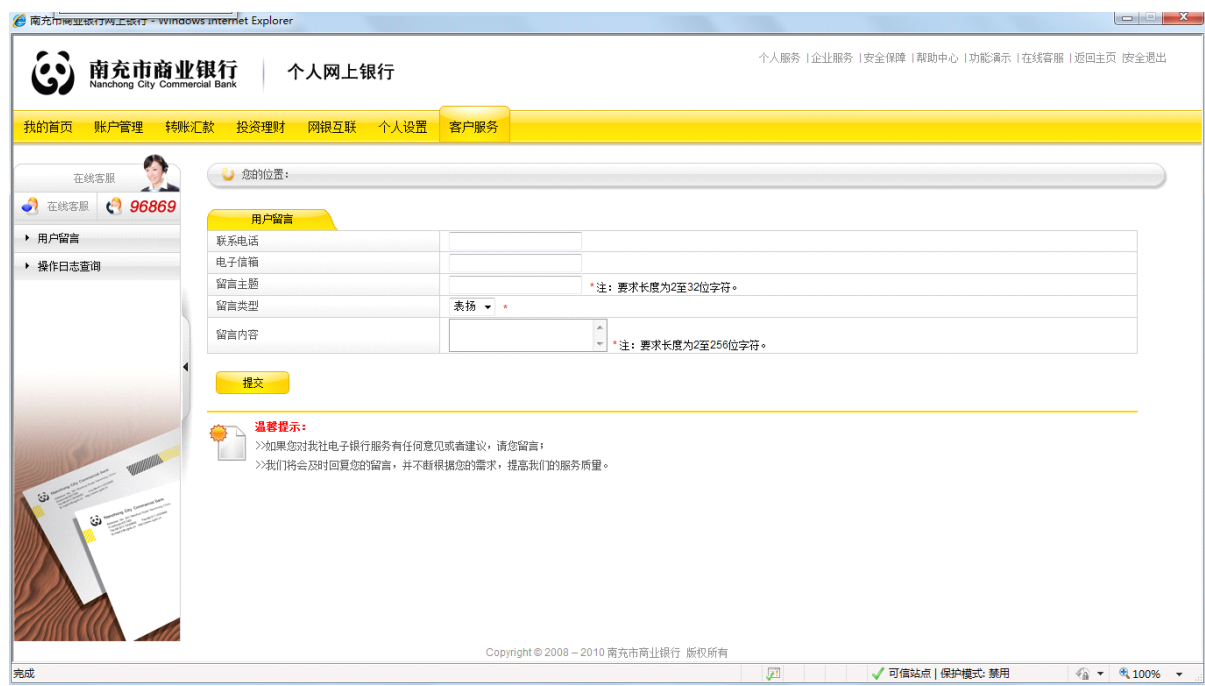 南充市商业银行网上银行 - Windows Internet Explorer
南充市商业银行
Nanchong City Commercial Bank
个人网上银行
个人服务 | 企业服务 | 安全保障 | 帮助中心 | 功能演示 | 在线客服 | 返回主页 | 安全退出
我的首页 账户管理 转账汇款 投资理财 网银互联 个人设置 客户服务
在线客服
在线客服 96869
用户留言
操作日志查询
您的位置：
用户留言
联系电话
电子信箱
留言主题 *注：要求长度为2至32位字符。
留言类型 表扬 *
留言内容 *注：要求长度为2至256位字符。
提交
温馨提示：
>>如果您对我社电子银行服务有任何意见或者建议，请您留言；
>>我们将会及时回复您的留言，并不断根据您的需求，提高我们的服务质量。
Nanchong City Commercial Bank
Nanchong City Commercial Bank
Copyright © 2008 – 2010 南充市商业银行 版权所有
完成
可信站点 | 保护模式: 禁用
100%